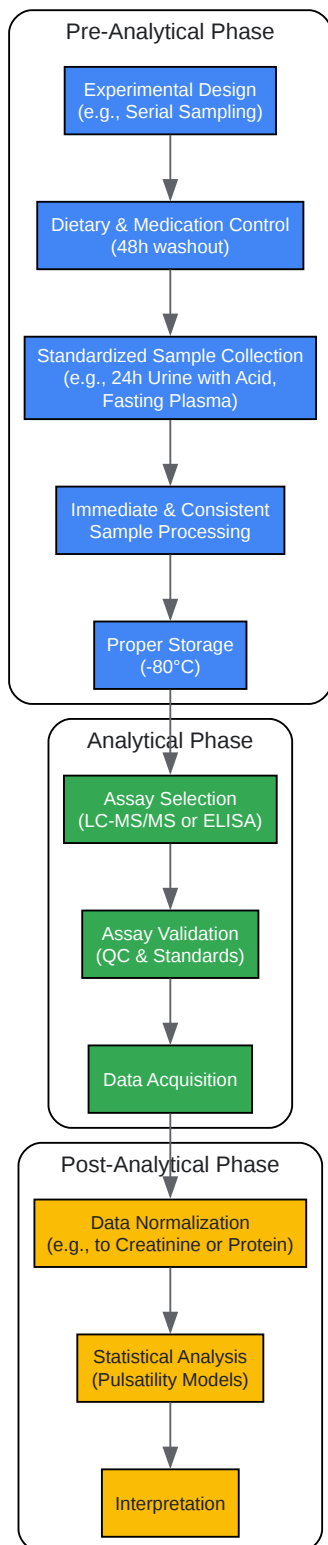 Pre-Analytical Phase
Experimental Design
(e.g., Serial Sampling)
Dietary & Medication Control
(48h washout)
Standardized Sample Collection
(e.g., 24h Urine with Acid,
Fasting Plasma)
Immediate & Consistent
Sample Processing
Proper Storage
(-80°C)
Analytical Phase
Assay Selection
(LC-MS/MS or ELISA)
Assay Validation
(QC & Standards)
Data Acquisition
Post-Analytical Phase
Data Normalization
(e.g., to Creatinine or Protein)
Statistical Analysis
(Pulsatility Models)
Interpretation